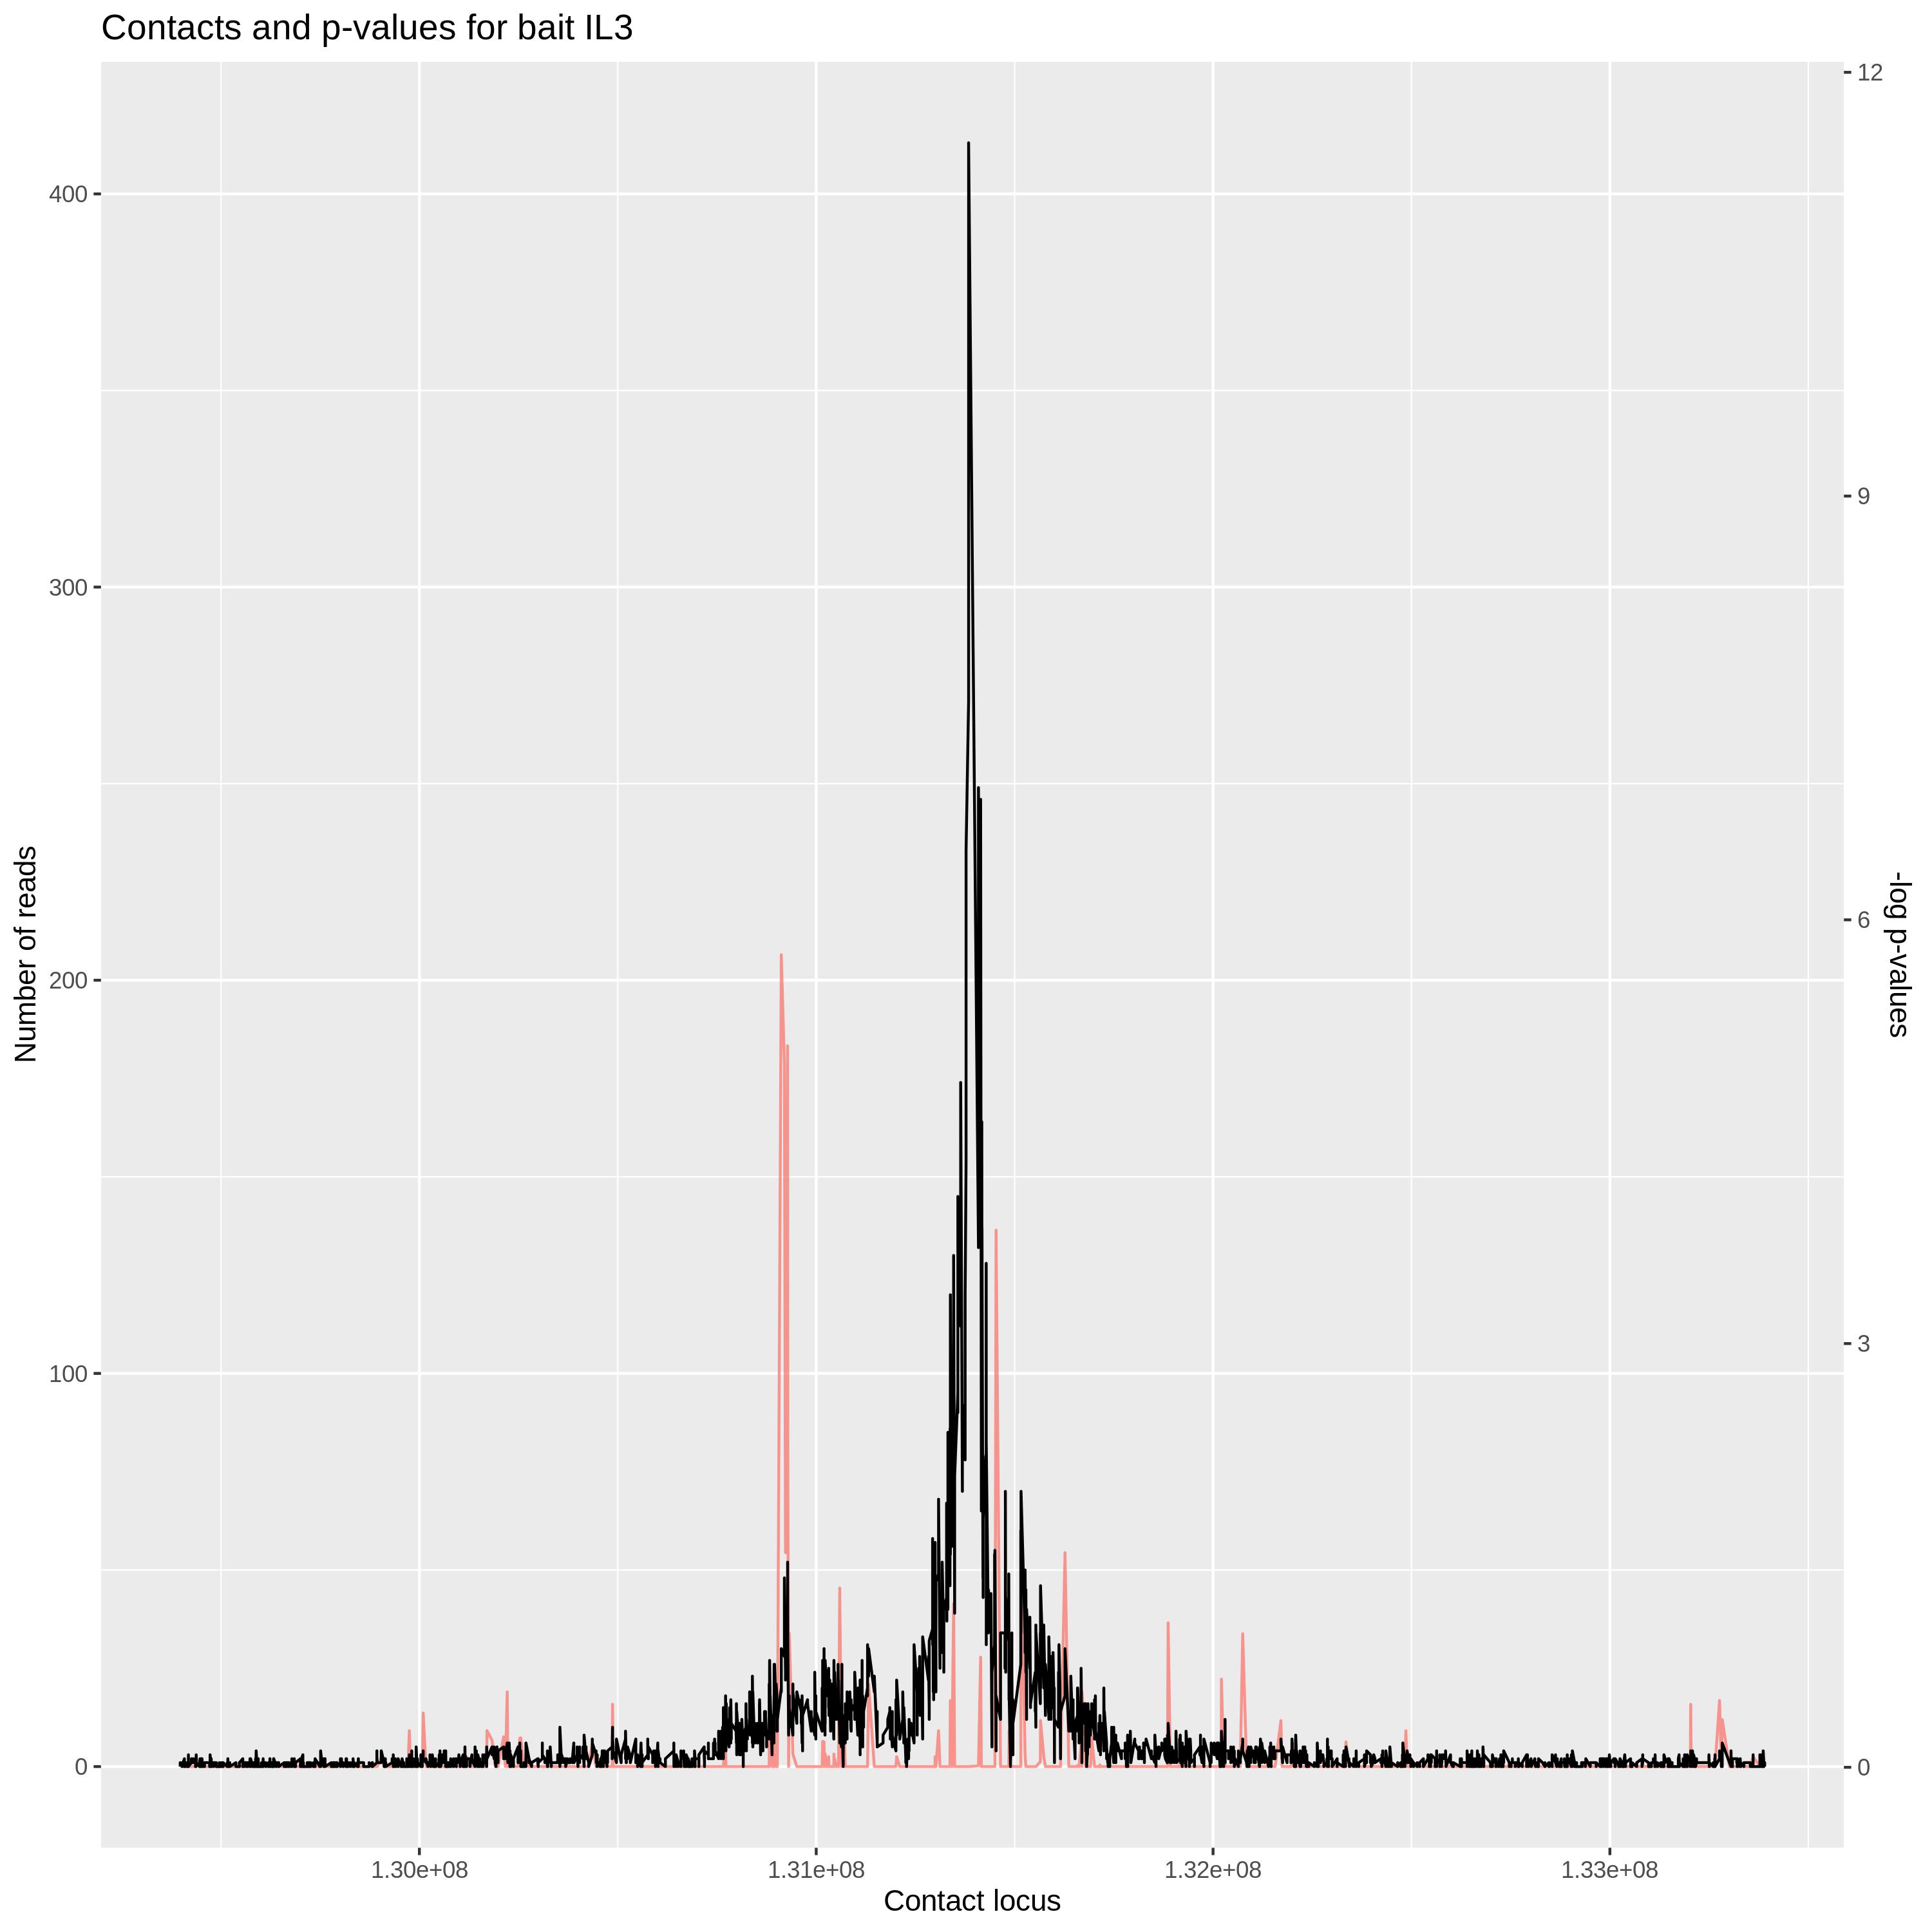 Contacts and p-values for bait IL3
Number of reads
400
300
200
100
0
12
9
6
3
0
-log p-values
1.30e+08
1.31e+08
1.32e+08
1.33e+08
Contact locus